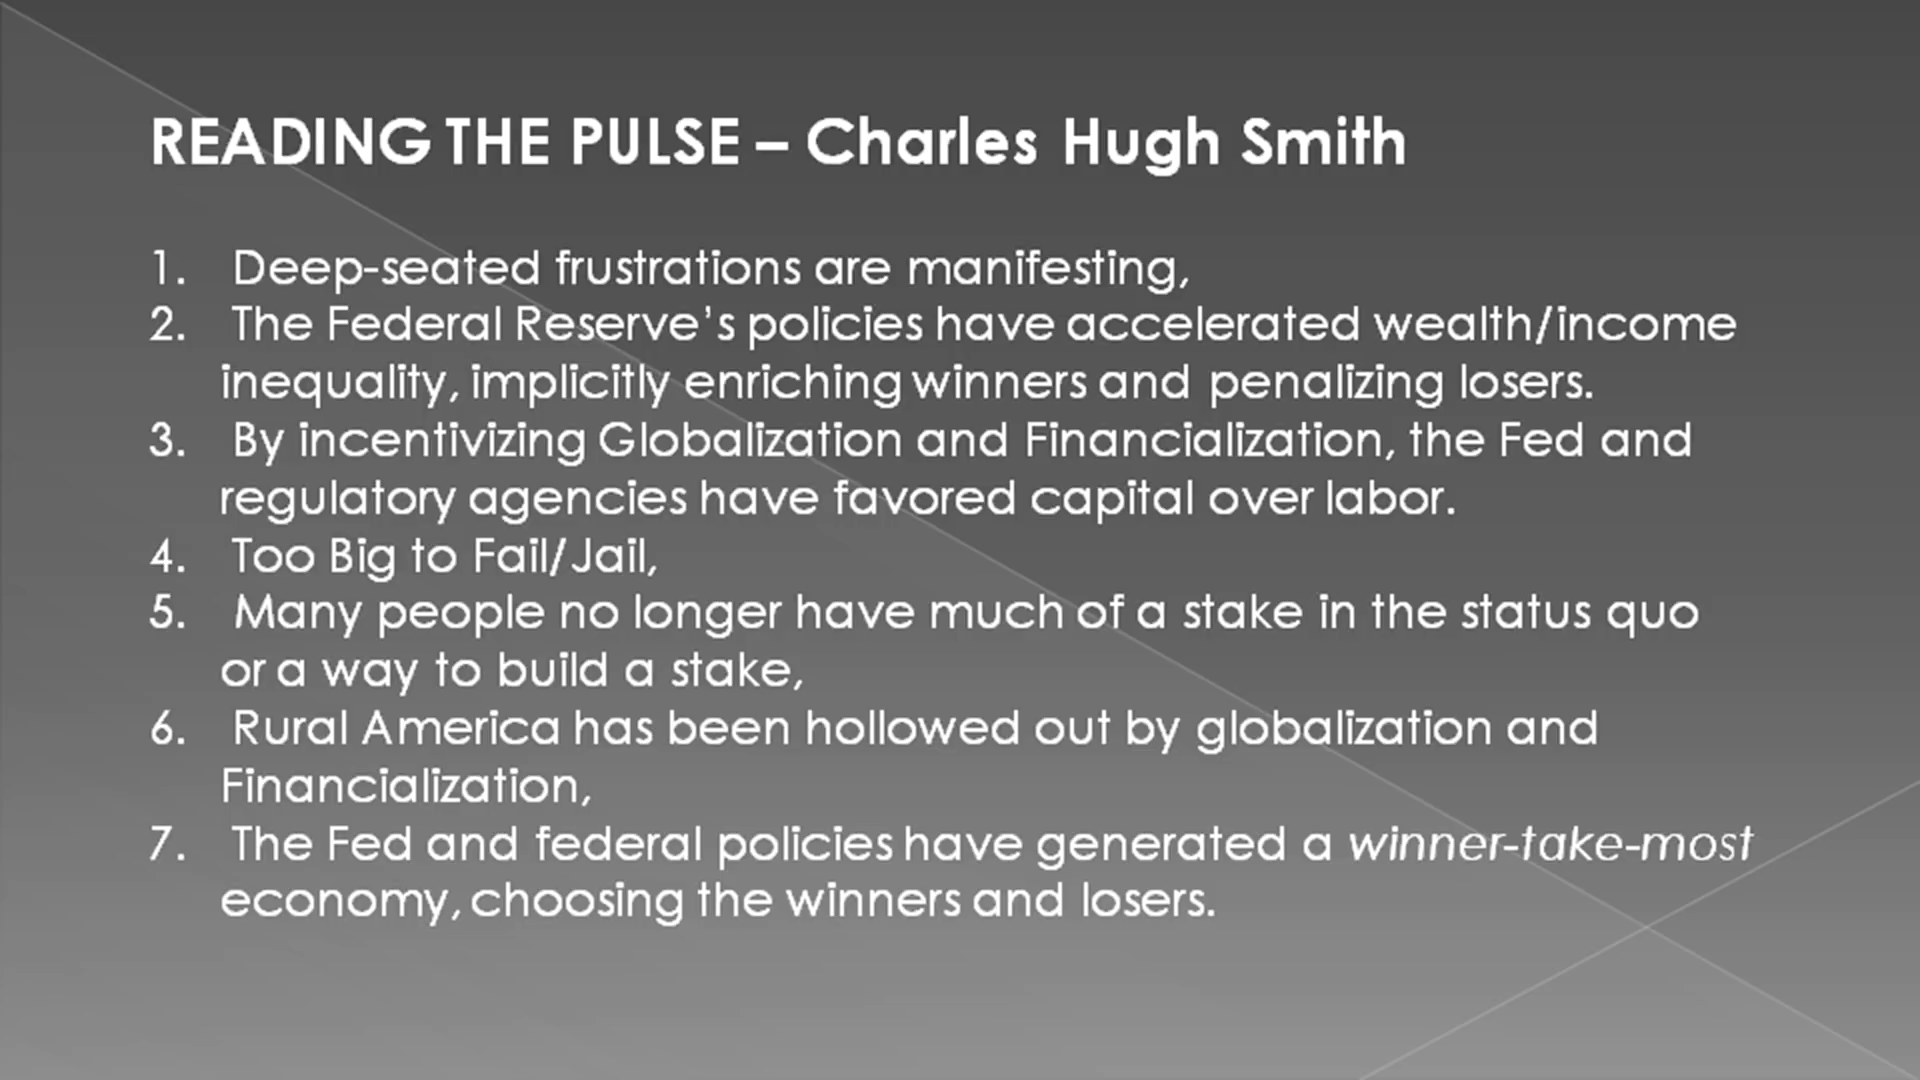 READING THE PULSE – Charles Hugh Smith
1. Deep-seated frustrations are manifesting,
2. The Federal Reserve's policies have accelerated wealth/income
inequality, implicitly enriching winners and penalizing losers.
3. By incentivizing Globalization and Financialization, the Fed and
regulatory agencies have favored capital over labor.
4. Too Big to Fail/Jail,
5. Many people no longer have much of a stake in the status quo
or a way to build a stake,
6. Rural America has been hollowed out by globalization and
Financialization,
7. The Fed and federal policies have generated a winner-take-most
economy, choosing the winners and losers.